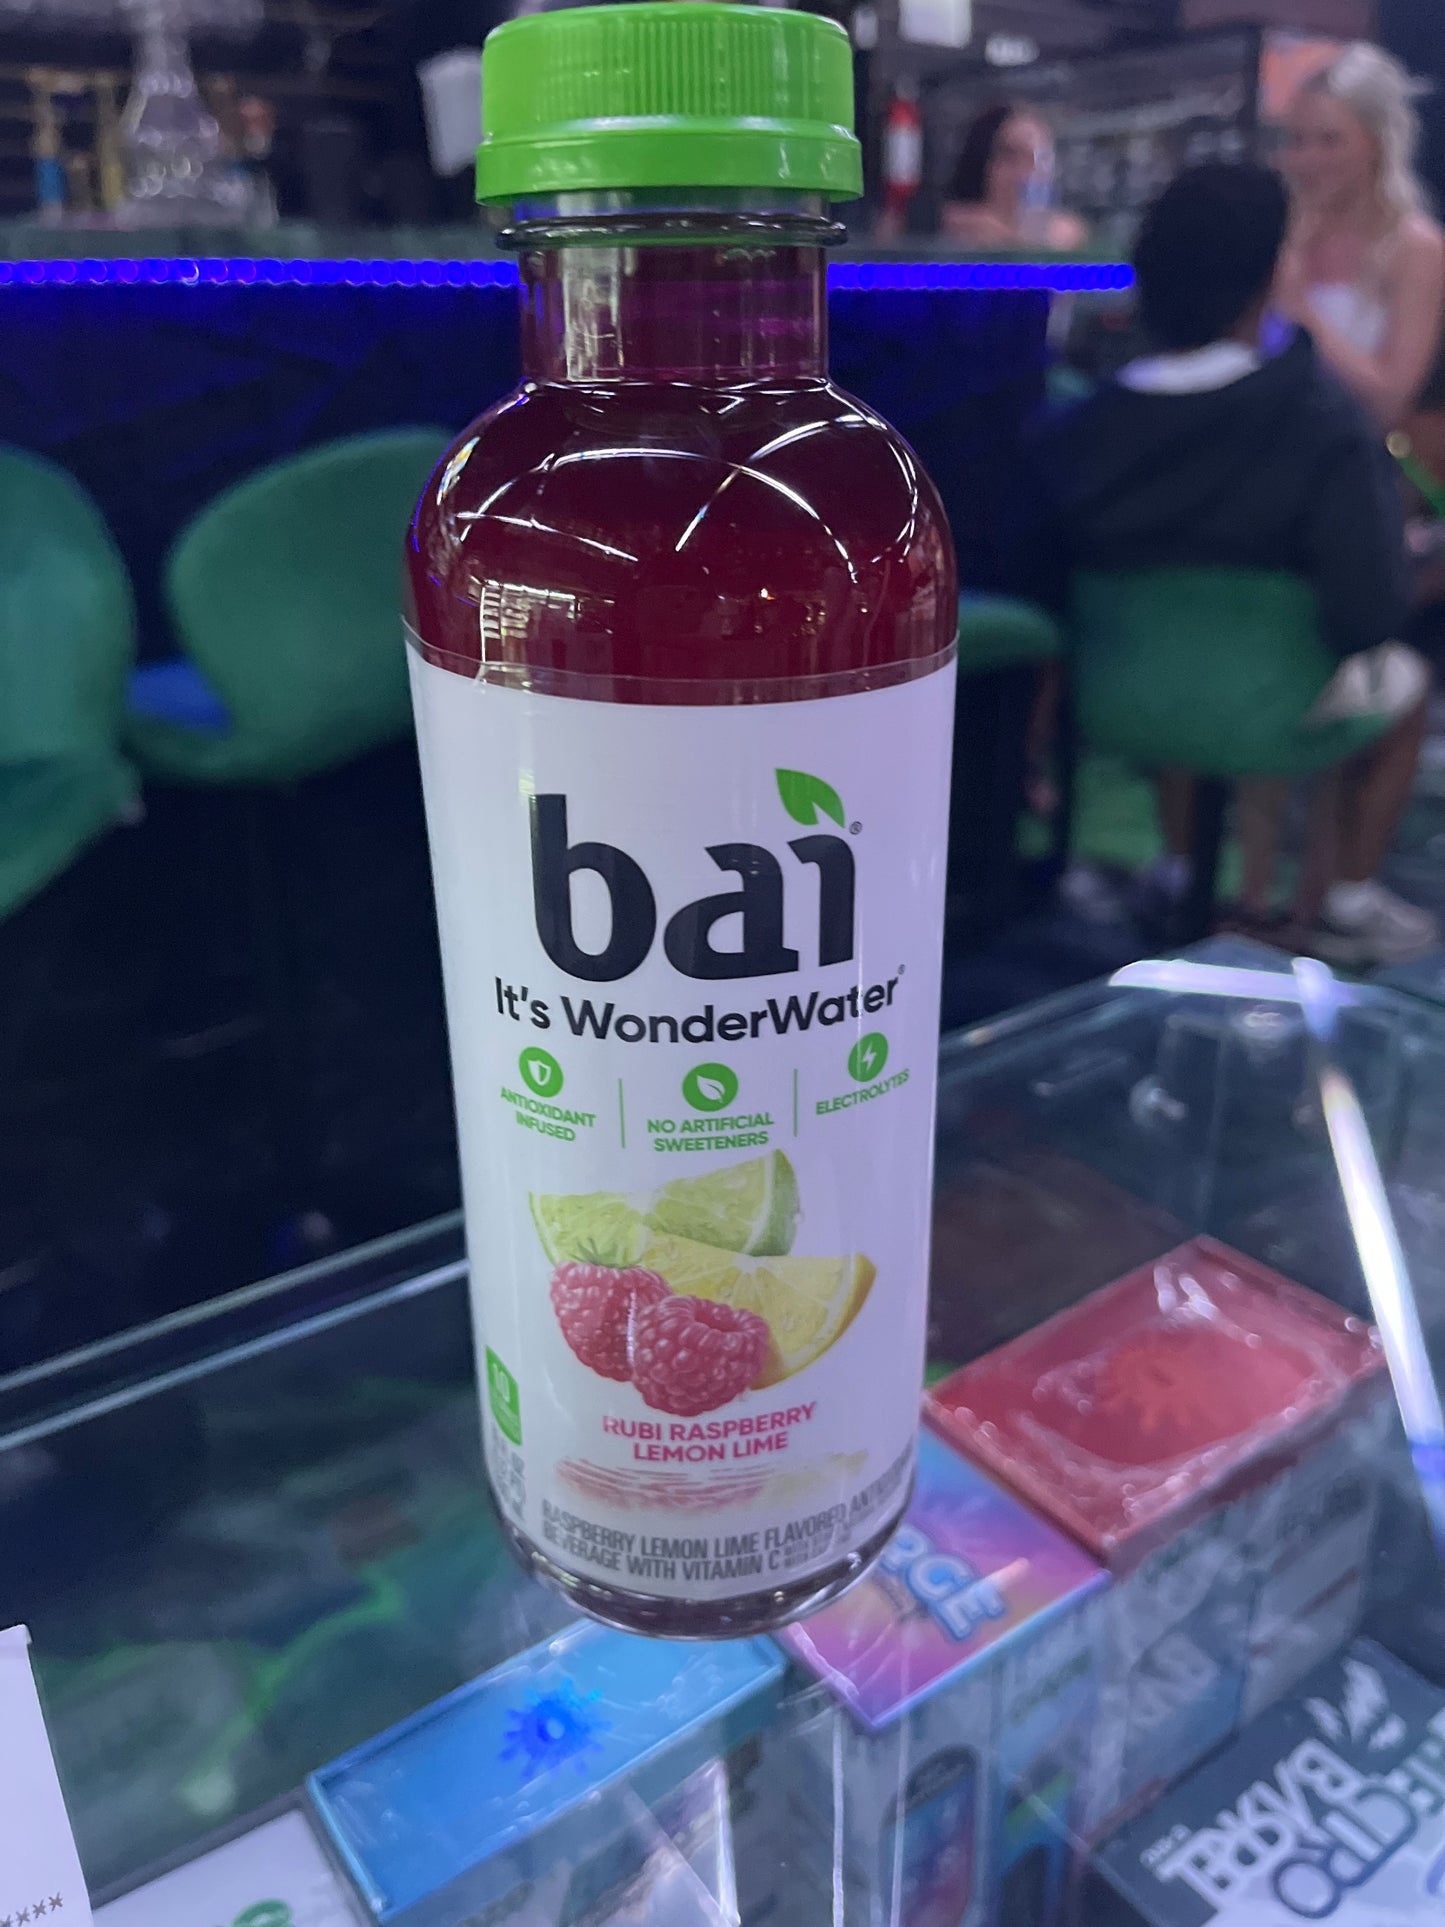 bai®
It's WonderWater®
ANTIOXIDANT
INFUSED
NO ARTIFICIAL
SWEETENERS
ELECTROLYTES
10
RUBI RASPBERRY
LEMON LIME
RASPBERRY LEMON LIME FLAVORED
BEVERAGE WITH VITAMIN C
****